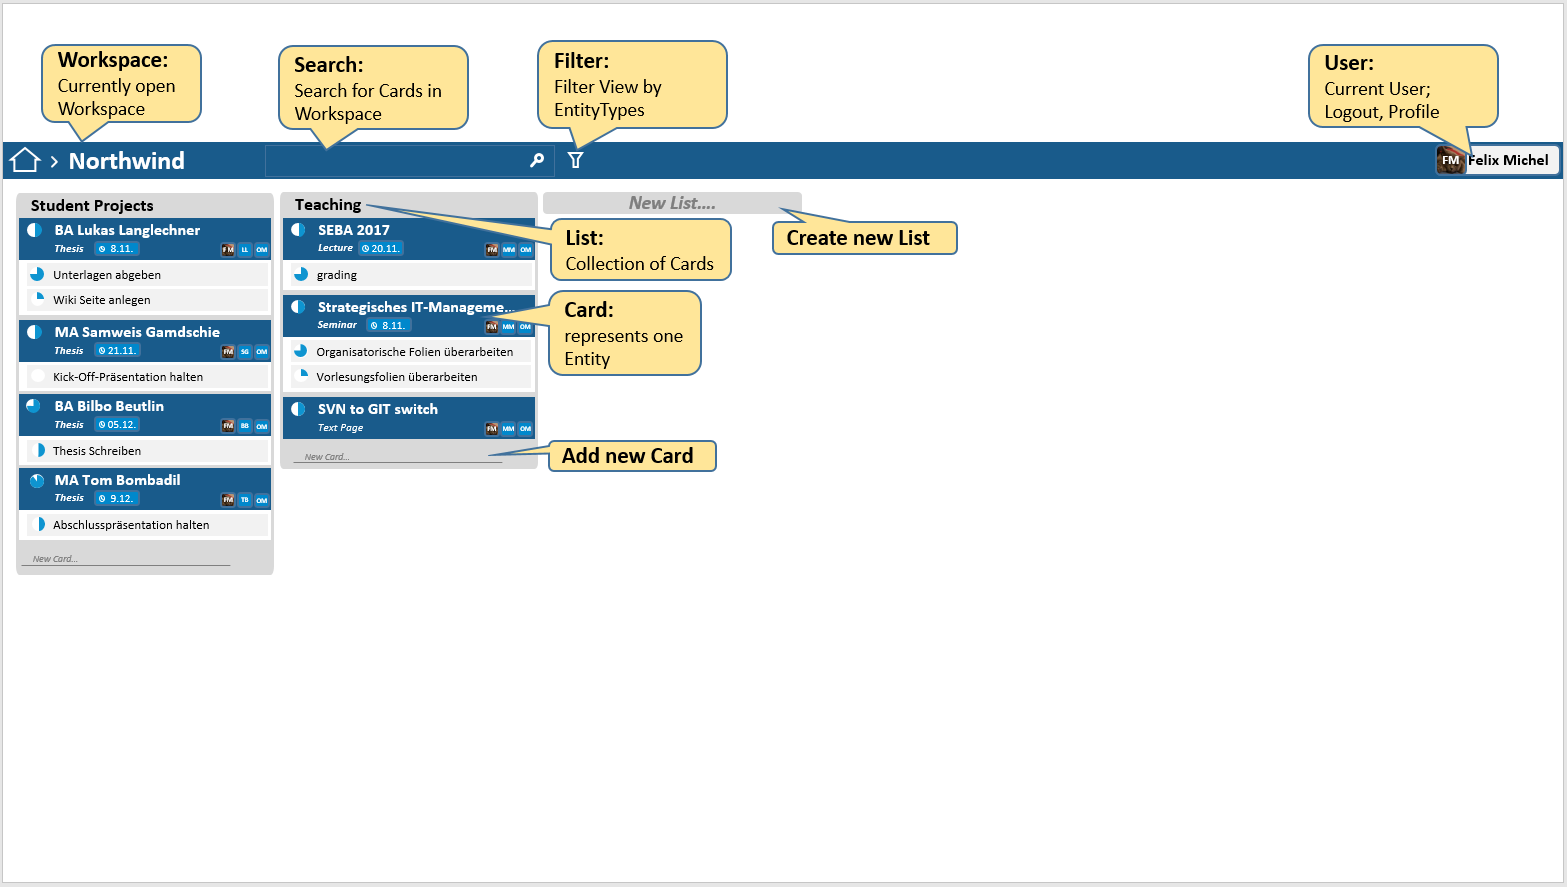 Workspace:
Currently open
Workspace
Search:
Search for Cards in
Workspace
Filter:
Filter View by
EntityTypes
User:
Current User;
Logout, Profile
Northwind
FM Felix Michel
Student Projects
BA Lukas Langlechner
Thesis 8.11. FM LL OM
Unterlagen abgeben
Wiki Seite anlegen
MA Samweis Gamdschie
Thesis 21.11. FM SG OM
Kick-Off-Präsentation halten
BA Bilbo Beutlin
Thesis 05.12. FM BB OM
Thesis Schreiben
MA Tom Bombadil
Thesis 9.12. FM TB OM
Abschlusspräsentation halten
New Card...
Teaching
SEBA 2017
Lecture 20.11. FM MM OM
grading
Strategisches IT-Manageme...
Seminar 8.11. FM MM OM
Organisatorische Folien überarbeiten
Vorlesungsfolien überarbeiten
SVN to GIT switch
Text Page FM MM OM
New Card...
New List....
List:
Collection of Cards
Create new List
Card:
represents one
Entity
Add new Card